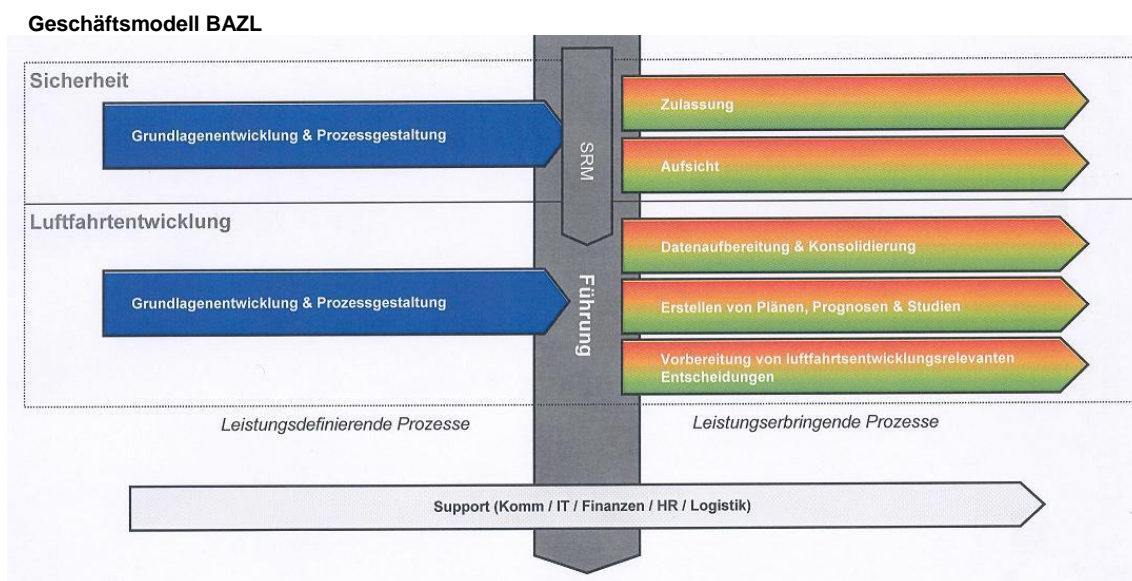 Geschäftsmodell BAZL
Sicherheit
Grundlagenentwicklung & Prozessgestaltung
SRM
Zulassung
Aufsicht
Luftfahrtentwicklung
Grundlagenentwicklung & Prozessgestaltung
Führung
Datenaufbereitung & Konsolidierung
Erstellen von Plänen, Prognosen & Studien
Vorbereitung von luftfahrtsentwicklungsrelevanten
Entscheidungen
Leistungsdefinierende Prozesse
Leistungserbringende Prozesse
Support (Komm / IT / Finanzen / HR / Logistik)